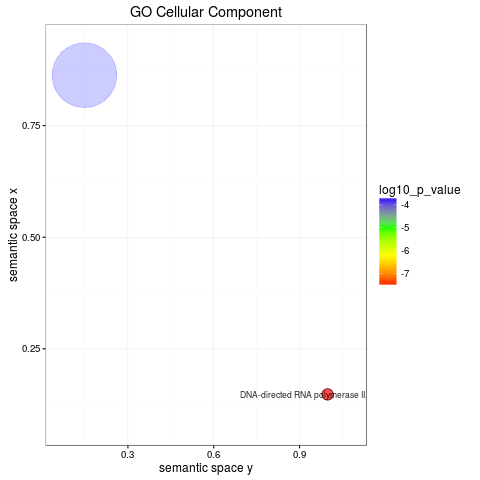 GO Cellular Component
semantic space x
0.75
0.50
0.25
DNA-directed RNA polymerase II
0.3
0.6
0.9
semantic space y
log10_p_value
-4
-5
-6
-7